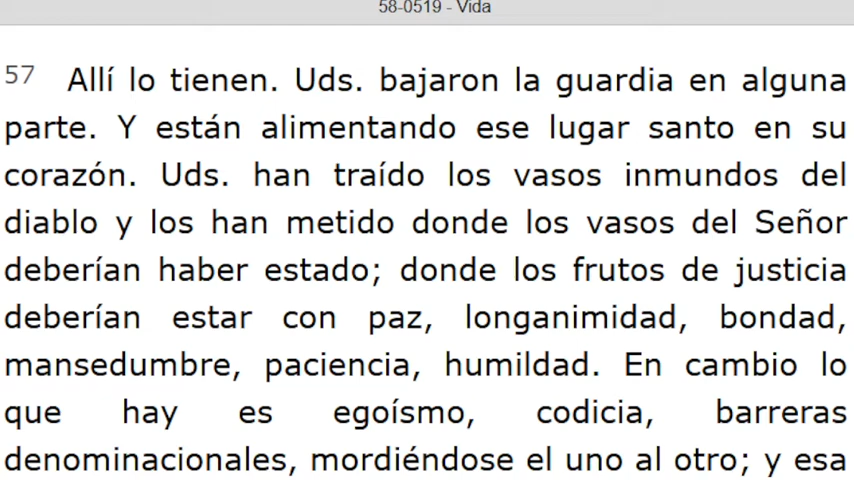 58-0519 - Vida
57 Allí lo tienen. Uds. bajaron la guardia en alguna
parte. Y están alimentando ese lugar santo en su
corazón. Uds. han traído los vasos inmundos del
diablo y los han metido donde los vasos del Señor
deberían haber estado; donde los frutos de justicia
deberían estar con paz, longanimidad, bondad,
mansedumbre, paciencia, humildad. En cambio lo
que hay es egoísmo, codicia, barreras
denominacionales, mordiéndose el uno al otro; y esa